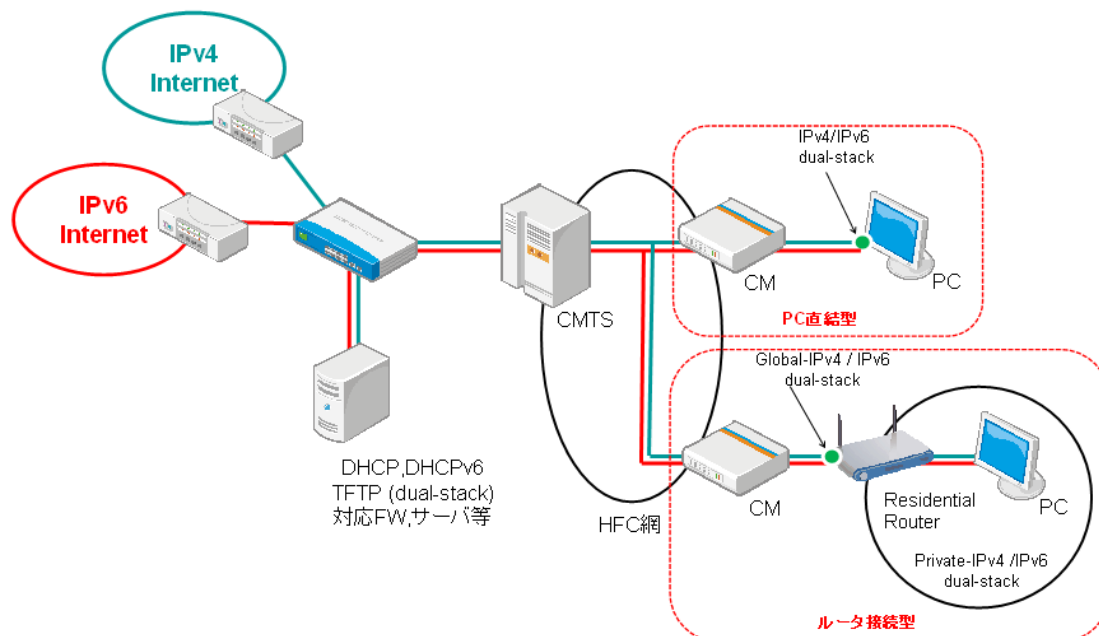 IPv4
Internet
IPv6
Internet
IPv4/IPv6
dual-stack
CM
PC
CMTS
PC直結型
Global-IPv4 / IPv6
dual-stack
DHCP,DHCPv6
TFTP (dual-stack)
対応FW,サーバ等
HFC網
CM
Residential
Router
PC
Private-IPv4 /IPv6
dual-stack
ルータ接続型